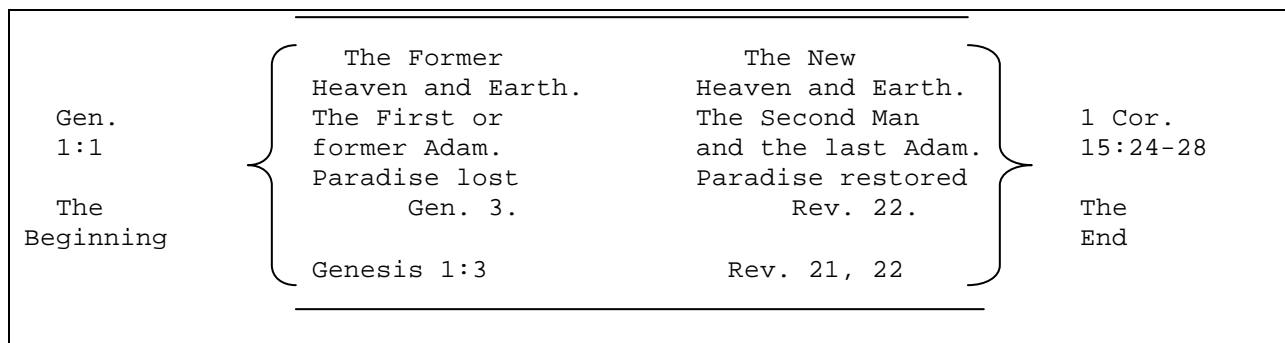 Gen.
1:1
The
Beginning
The Former
Heaven and Earth.
The First or
former Adam.
Paradise lost
Gen. 3.
Genesis 1:3
The New
Heaven and Earth.
The Second Man
and the last Adam.
Paradise restored
Rev. 22.
Rev. 21, 22
1 Cor.
15:24-28
The
End